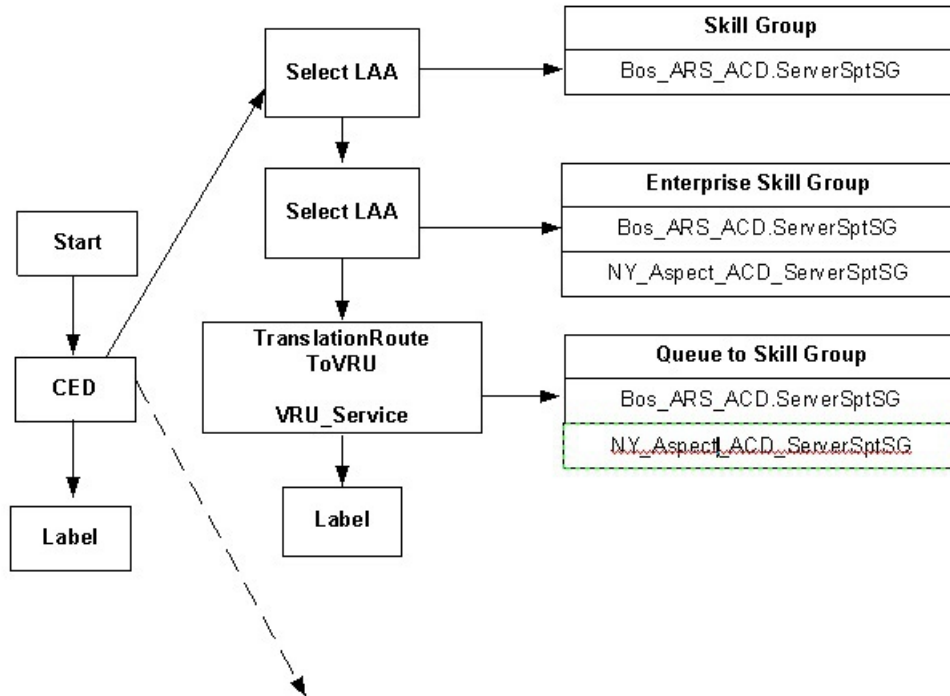 Start
CED
Label
Select LAA
Select LAA
TranslationRoute
ToVRU
VRU_Service
Label
Skill Group
Bos_ARS_ACD.ServerSptSG
Enterprise Skill Group
Bos_ARS_ACD.ServerSptSG
NY_Aspect_ACD_ServerSptSG
Queue to Skill Group
Bos_ARS_ACD.ServerSptSG
NY_Aspect_ACD_ServerSptSG